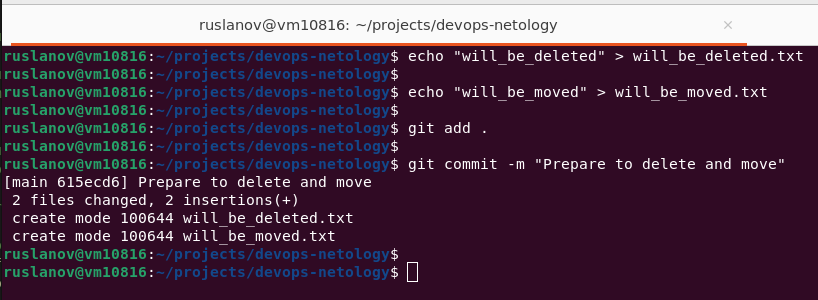 ruslanov@vm10816: ~/projects/devops-netology ×
ruslanov@vm10816:~/projects/devops-netology$ echo "will_be_deleted" > will_be_deleted.txt
ruslanov@vm10816:~/projects/devops-netology$
ruslanov@vm10816:~/projects/devops-netology$ echo "will_be_moved" > will_be_moved.txt
ruslanov@vm10816:~/projects/devops-netology$
ruslanov@vm10816:~/projects/devops-netology$ git add .
ruslanov@vm10816:~/projects/devops-netology$
ruslanov@vm10816:~/projects/devops-netology$ git commit -m "Prepare to delete and move"
[main 615ecd6] Prepare to delete and move
 2 files changed, 2 insertions(+)
 create mode 100644 will_be_deleted.txt
 create mode 100644 will_be_moved.txt
ruslanov@vm10816:~/projects/devops-netology$
ruslanov@vm10816:~/projects/devops-netology$